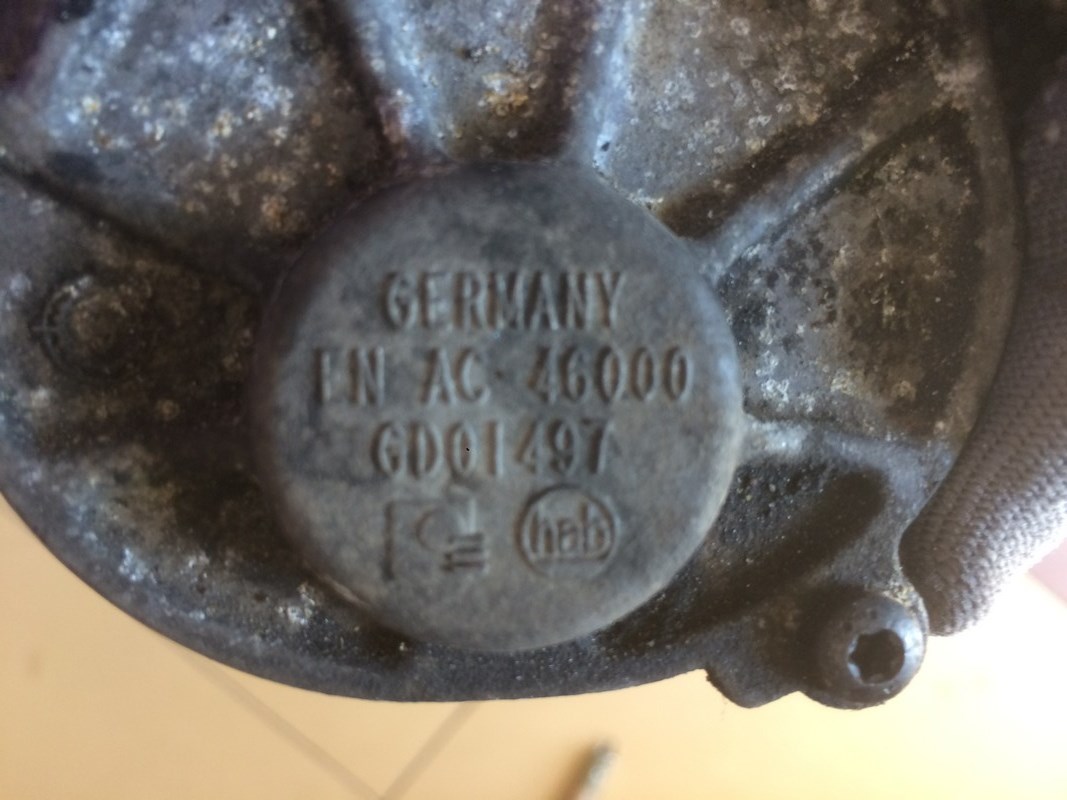 GERMANY
EN AC 46000
GD01497
hab